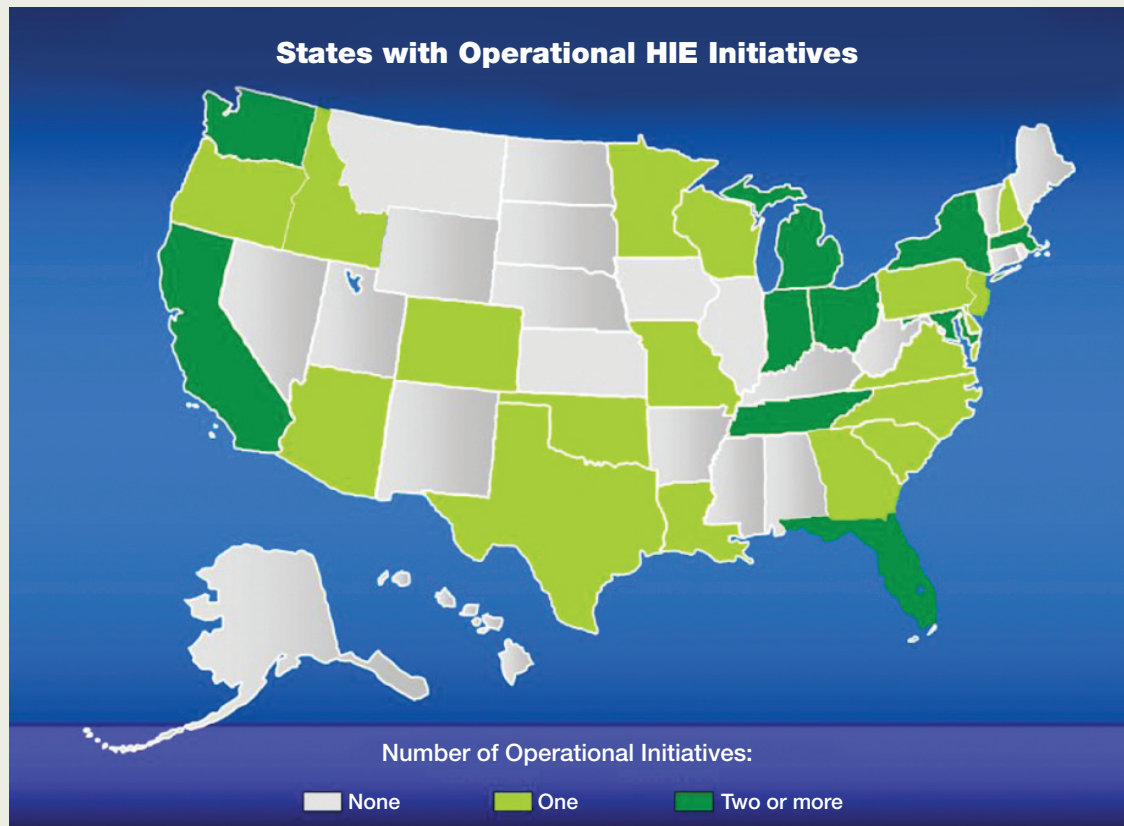 States with Operational HIE Initiatives
Number of Operational Initiatives:
None One Two or more